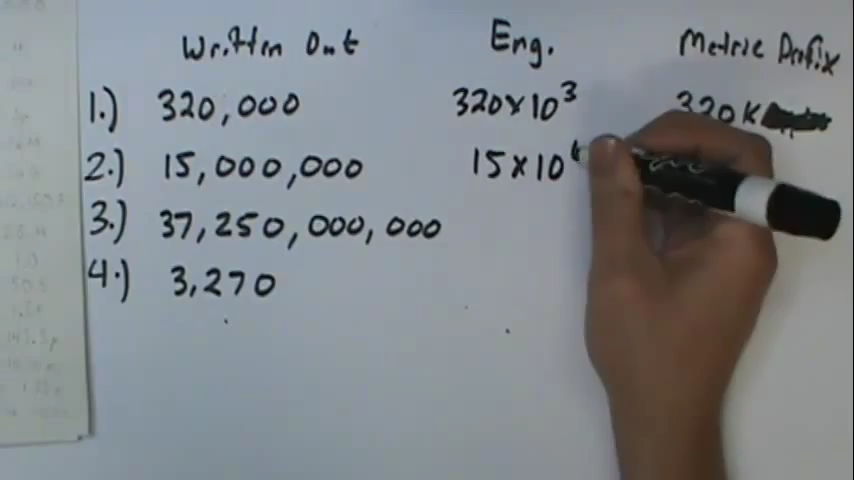 Written Out Eng. Metric Prefix
1.) 320,000 320x10³ 320K
2.) 15,000,000 15x10
3.) 37,250,000,000
4.) 3,270